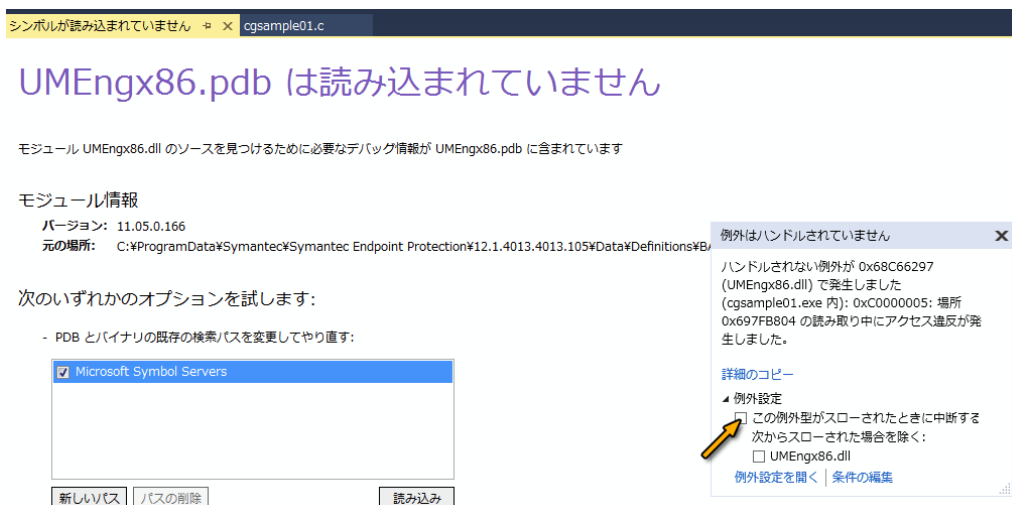 シンボルが読み込まれていません
cgsample01.c
UMEngx86.pdb は読み込まれていません
モジュール UMEngx86.dll のソースを見つけるために必要なデバッグ情報が UMEngx86.pdb に含まれています
モジュール情報
バージョン: 11.05.0.166
元の場所: C:¥ProgramData¥Symantec¥Symantec Endpoint Protection¥12.1.4013.4013.105¥Data¥Definitions¥BA
次のいずれかのオプションを試します:
- PDB とバイナリの既存の検索パスを変更してやり直す:
Microsoft Symbol Servers
新しいパス パスの削除 読み込み
例外はハンドルされていません
ハンドルされない例外が 0x68C66297
(UMEngx86.dll) で発生しました
(cgsample01.exe 内): 0xC0000005: 場所
0x697FB804 の読み取り中にアクセス違反が発
生しました。
詳細のコピー
例外設定
この例外型がスローされたときに中断する
次からスローされた場合を除く:
UMEngx86.dll
例外設定を開く | 条件の編集